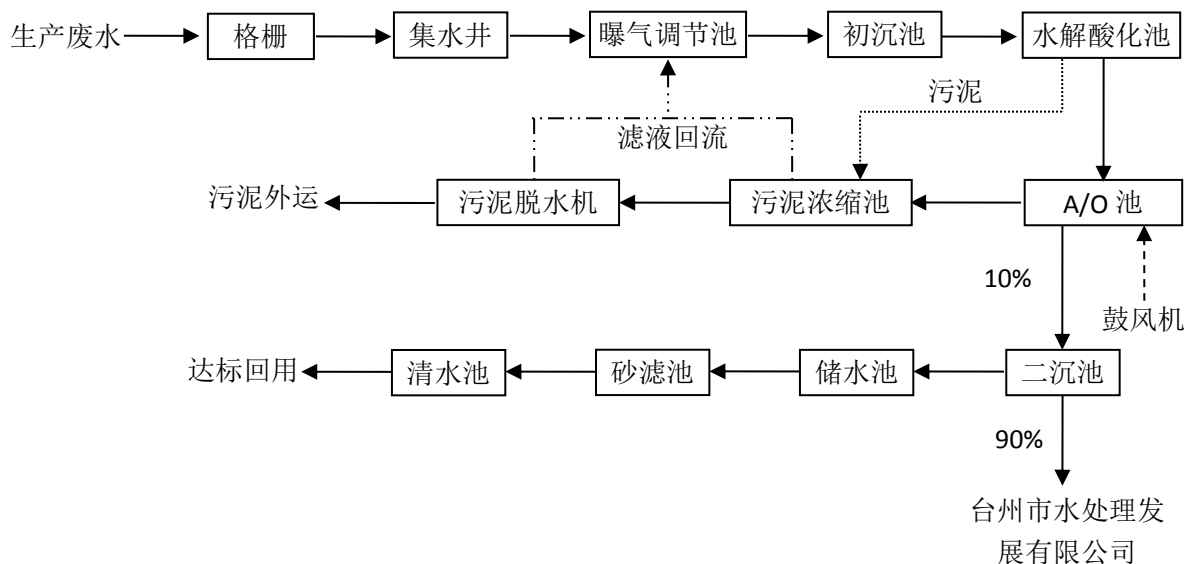 生产废水
格栅
集水井
曝气调节池
初沉池
水解酸化池
污泥
滤液回流
污泥外运
污泥脱水机
污泥浓缩池
A/O 池
10%
鼓风机
达标回用
清水池
砂滤池
储水池
二沉池
90%
台州市水处理发
展有限公司